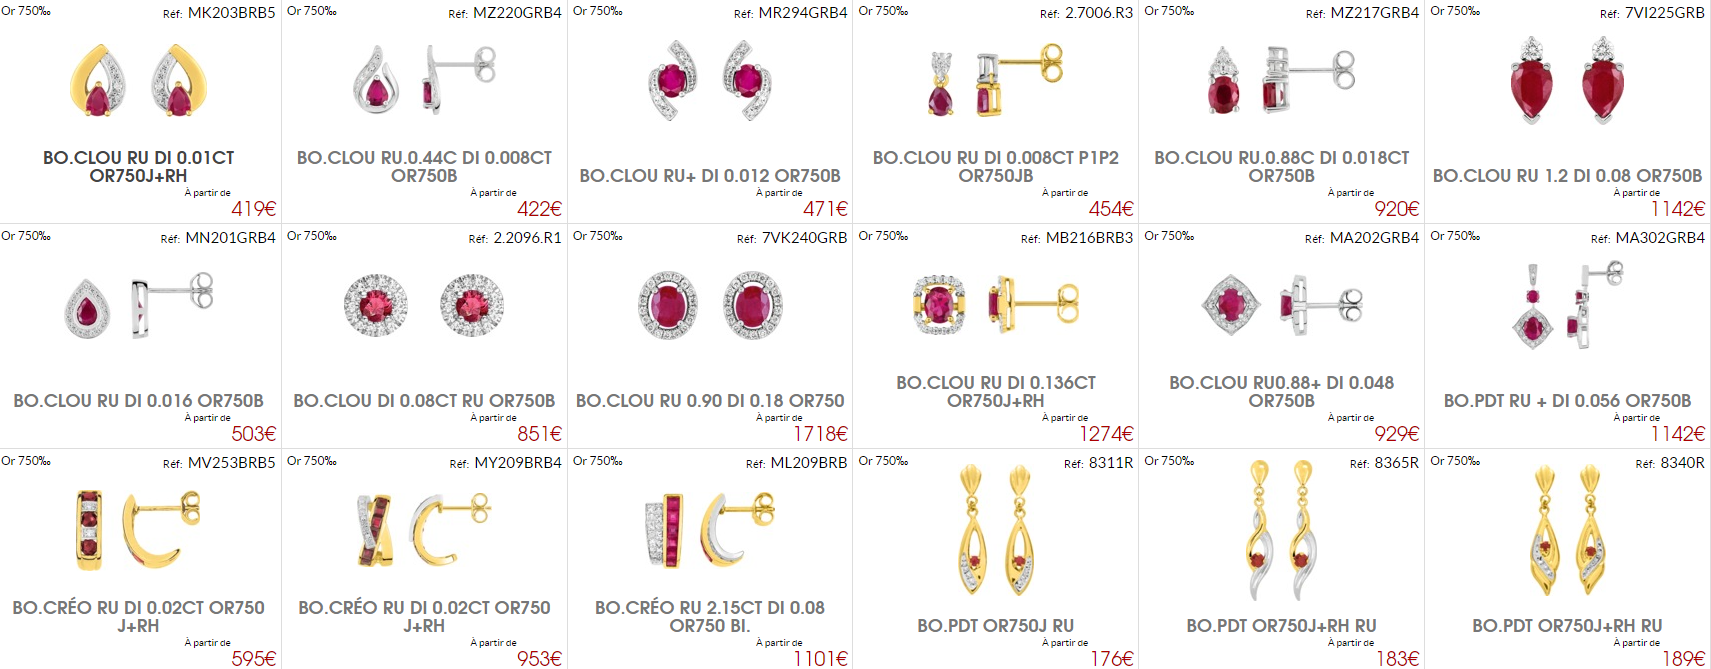 Or 750‰ Réf: MK203BRB5
BO.CLOU RU DI 0.01CT
OR750J+RH
À partir de
419€
Or 750‰ Réf: MZ220GRB4
BO.CLOU RU.0.44C DI 0.008CT
OR750B
À partir de
422€
Or 750‰ Réf: MR294GRB4
BO.CLOU RU+ DI 0.012 OR750B
À partir de
471€
Or 750‰ Réf: 2.7006.R3
BO.CLOU RU DI 0.008CT P1P2
OR750JB
À partir de
454€
Or 750‰ Réf: MZ217GRB4
BO.CLOU RU.0.88C DI 0.018CT
OR750B
À partir de
920€
Or 750‰ Réf: 7VI225GRB
BO.CLOU RU 1.2 DI 0.08 OR750B
À partir de
1142€
Or 750‰ Réf: MN201GRB4
BO.CLOU RU DI 0.016 OR750B
À partir de
503€
Or 750‰ Réf: 2.2096.R1
BO.CLOU DI 0.08CT RU OR750B
À partir de
851€
Or 750‰ Réf: 7VK240GRB
BO.CLOU RU 0.90 DI 0.18 OR750
À partir de
1718€
Or 750‰ Réf: MB216BRB3
BO.CLOU RU DI 0.136CT
OR750J+RH
À partir de
1274€
Or 750‰ Réf: MA202GRB4
BO.CLOU RU0.88+ DI 0.048
OR750B
À partir de
929€
Or 750‰ Réf: MA302GRB4
BO.PDT RU + DI 0.056 OR750B
À partir de
1142€
Or 750‰ Réf: MV253BRB5
BO.CRÉO RU DI 0.02CT OR750
J+RH
À partir de
595€
Or 750‰ Réf: MY209BRB4
BO.CRÉO RU DI 0.02CT OR750
J+RH
À partir de
953€
Or 750‰ Réf: ML209BRB
BO.CRÉO RU 2.15CT DI 0.08
OR750 BI.
À partir de
1101€
Or 750‰ Réf: 8311R
BO.PDT OR750J RU
À partir de
176€
Or 750‰ Réf: 8365R
BO.PDT OR750J+RH RU
À partir de
183€
Or 750‰ Réf: 8340R
BO.PDT OR750J+RH RU
À partir de
189€